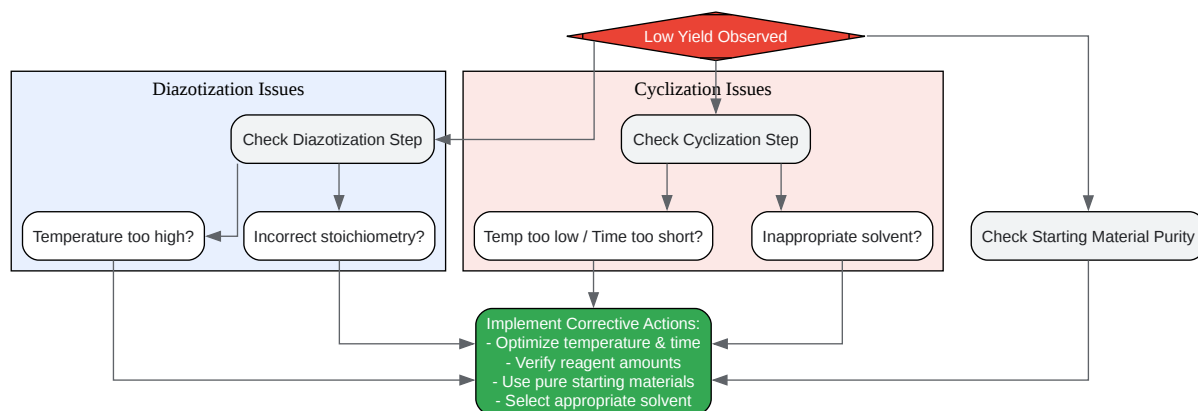 Low Yield Observed
Diazotization Issues
Cyclization Issues
Check Diazotization Step
Check Cyclization Step
Temperature too high?
Incorrect stoichiometry?
Temp too low / Time too short?
Inappropriate solvent?
Check Starting Material Purity
Implement Corrective Actions:
- Optimize temperature & time
- Verify reagent amounts
- Use pure starting materials
- Select appropriate solvent